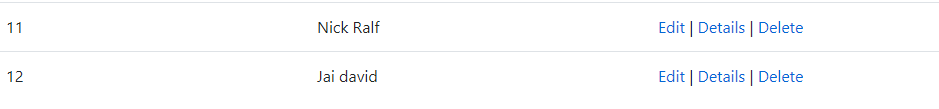 11 Nick Ralf Edit | Details | Delete
12 Jai david Edit | Details | Delete